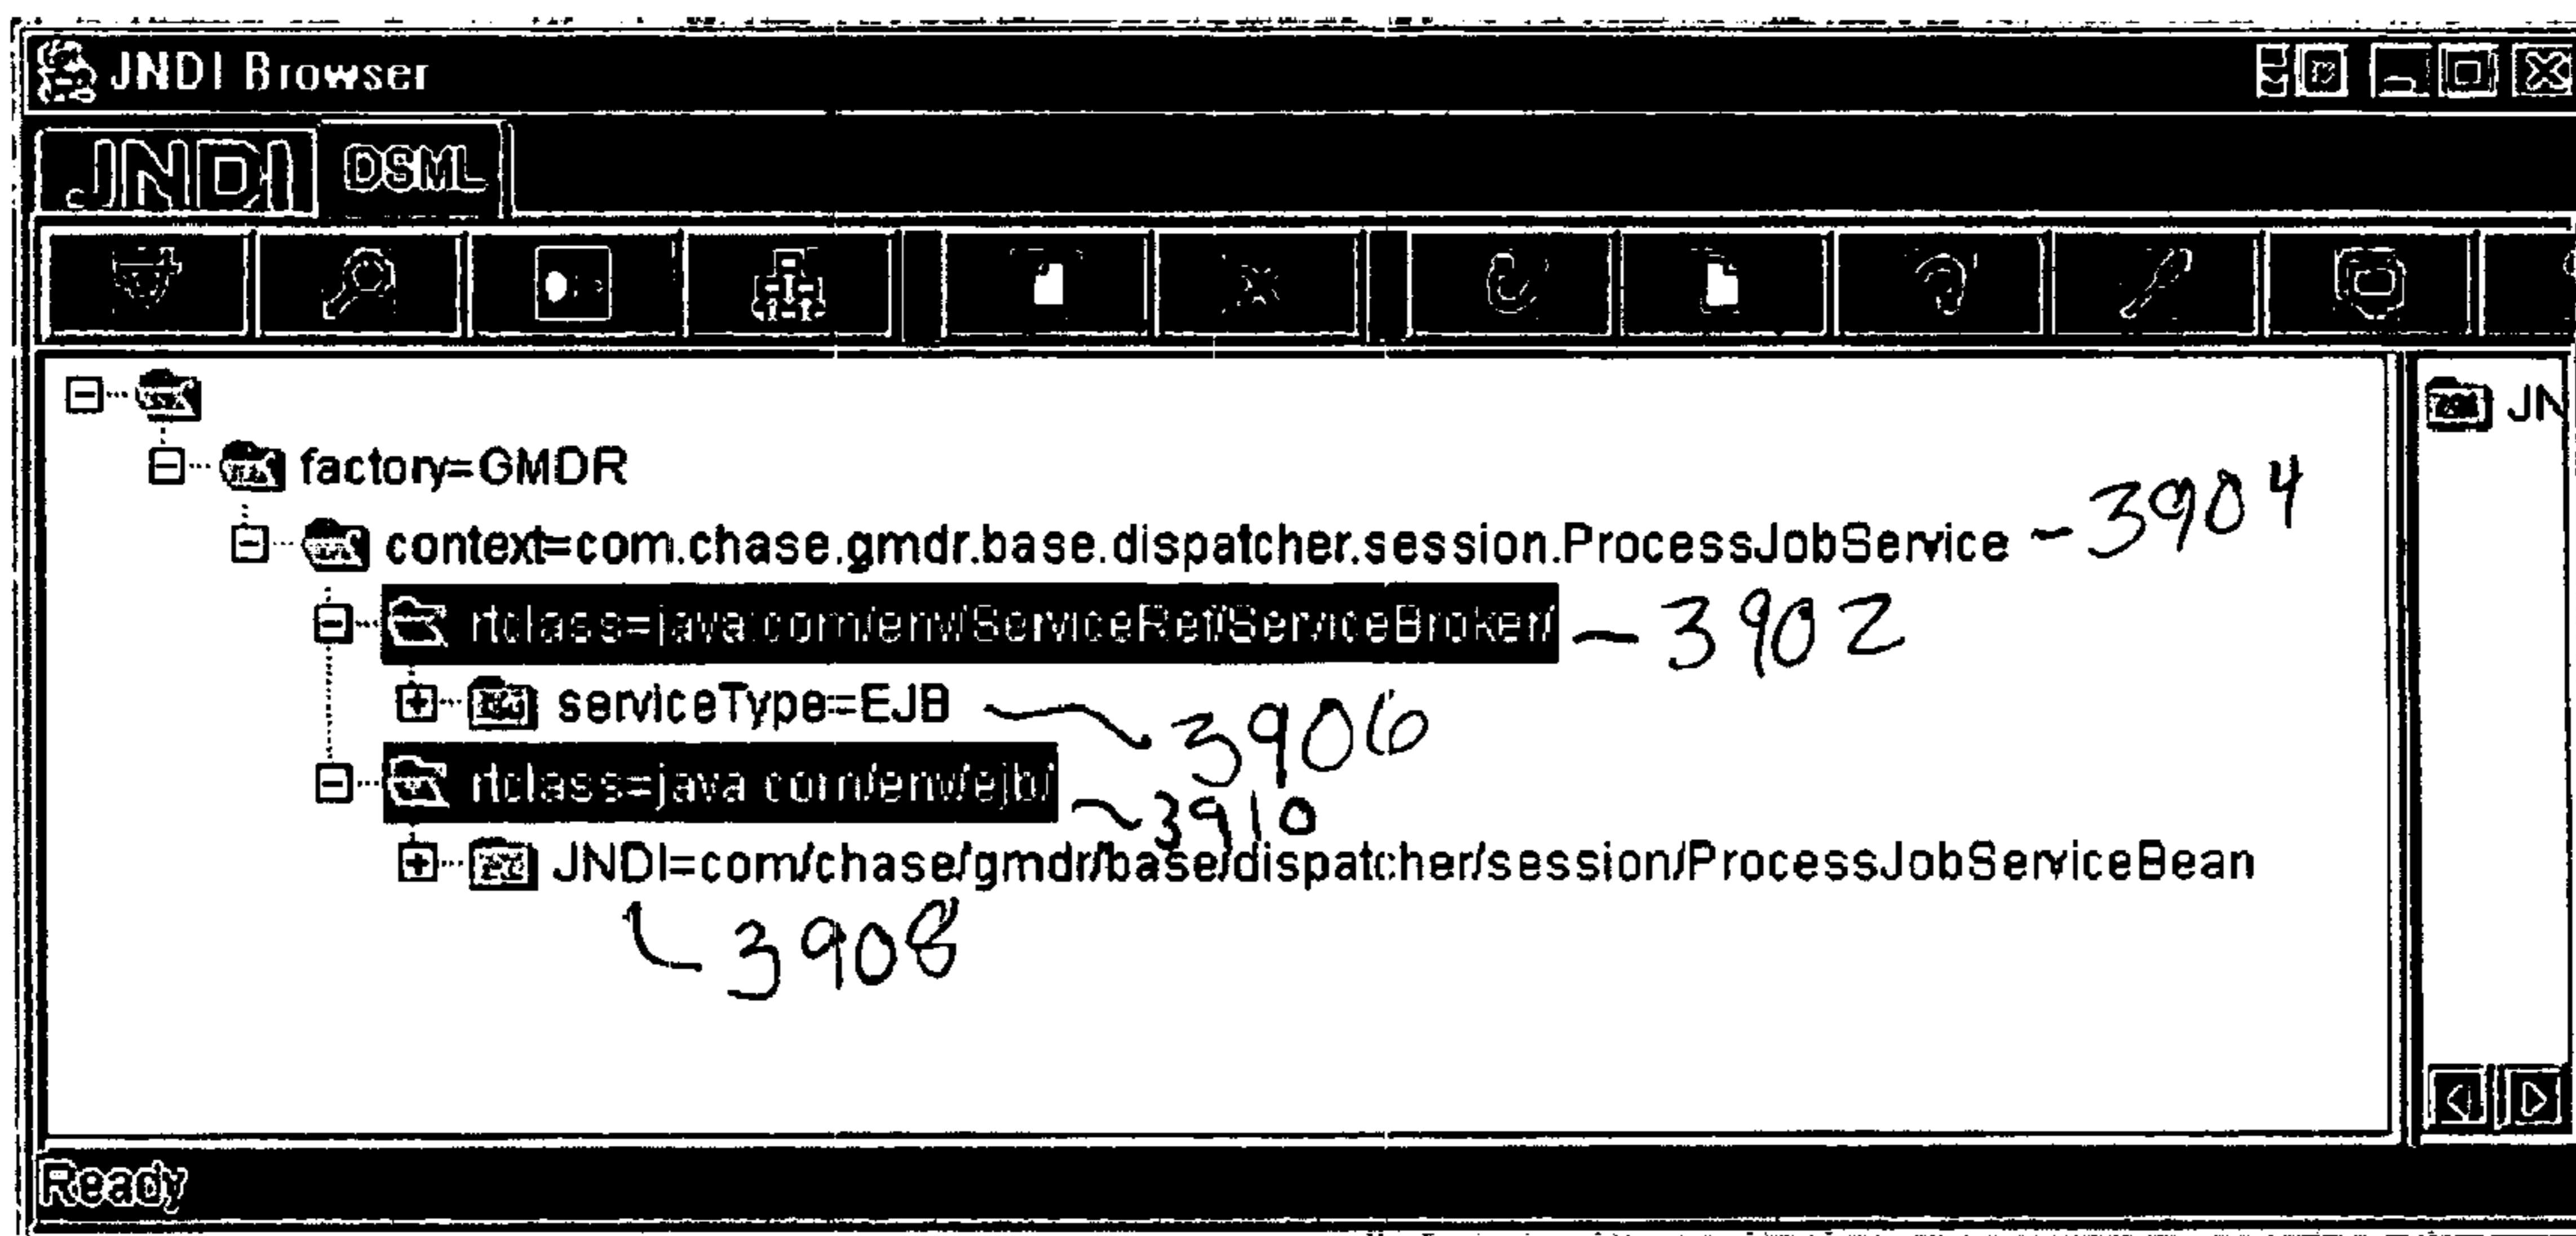 JNDI Browser
JNDI DSML
JN
factory=GMDR
context=com.chase.gmdr.base.dispatcher.session.ProcessJobService 3904
rtclass=java:com/env/ServiceRef/ServiceBroker/ 3902
serviceType=EJB 3906
rtclass=java:com/env/ejb/ 3910
JNDI=com/chase/gmdr/base/dispatcher/session/ProcessJobServiceBean
3908
Ready